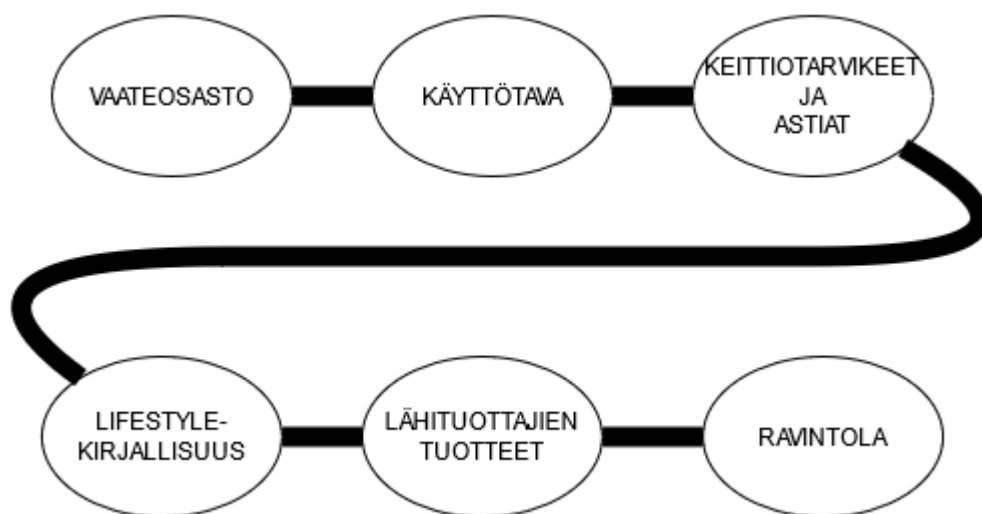 VAATEOSASTO
KÄYTTÖTAVA
KEITTIOTARVIKEET
JA
ASTIAT
LIFESTYLE-
KIRJALLISUUS
LÄHITUOTTAJIEN
TUOTTEET
RAVINTOLA